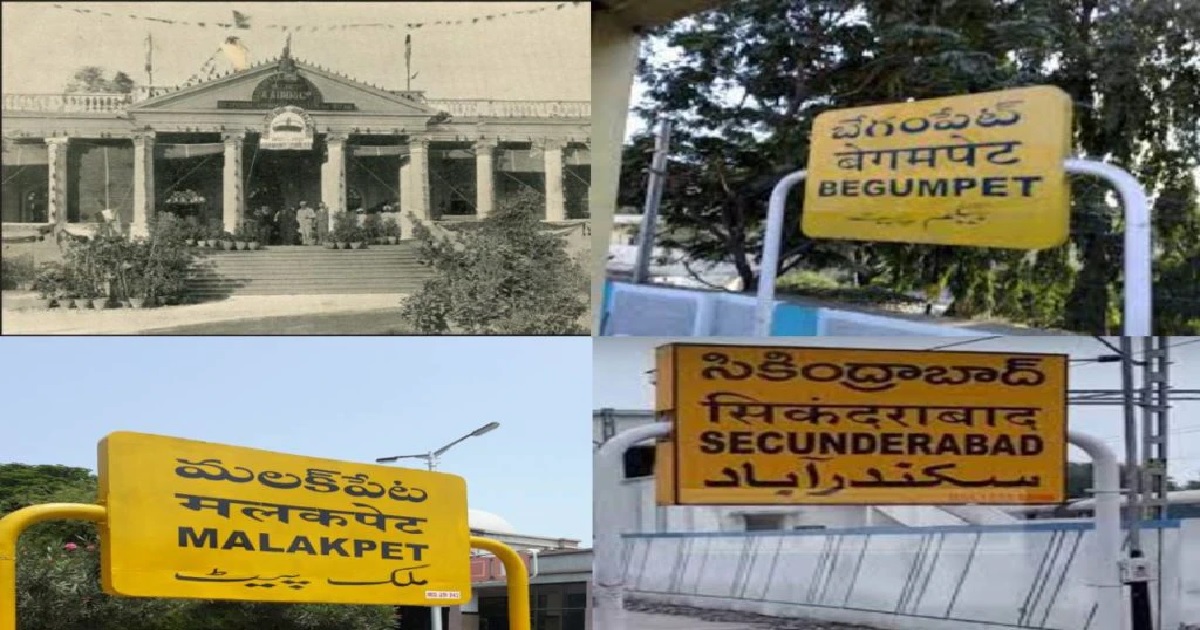 బేగంపేట్
बेगमपेट
BEGUMPET
బేగం
మలక్‌పేట
मलकपेट
MALAKPET
ملک پیٹ
సికింద్రాబాద్
सिकंदराबाद
SECUNDERABAD
سکندرآباد